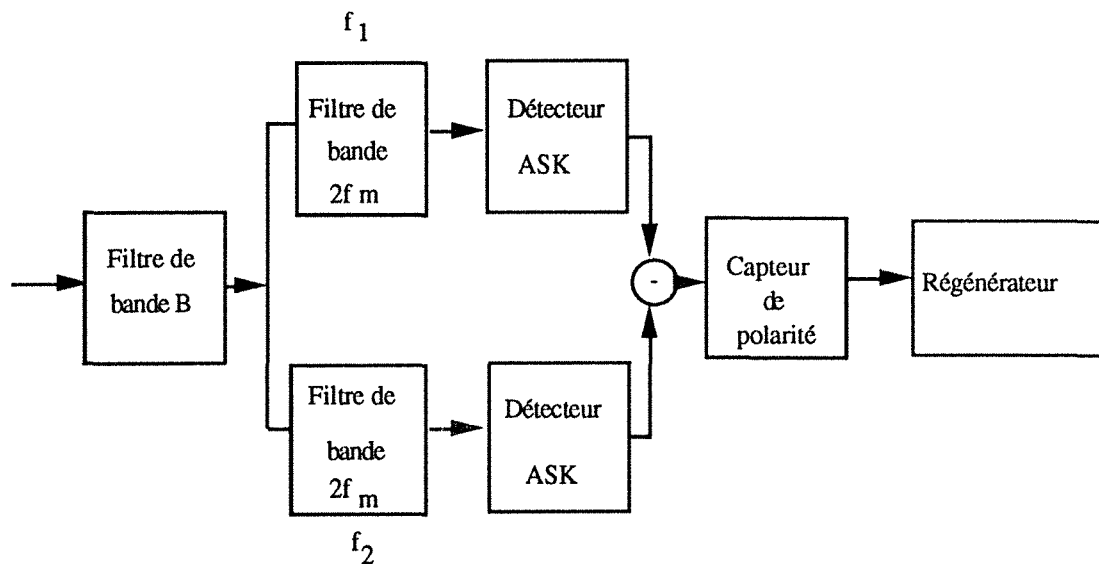 f1
Filtre de
bande
2f m
Détecteur
ASK
Filtre de
bande B
-
Capteur
de
polarité
Régénérateur
Filtre de
bande
2f m
f2
Détecteur
ASK